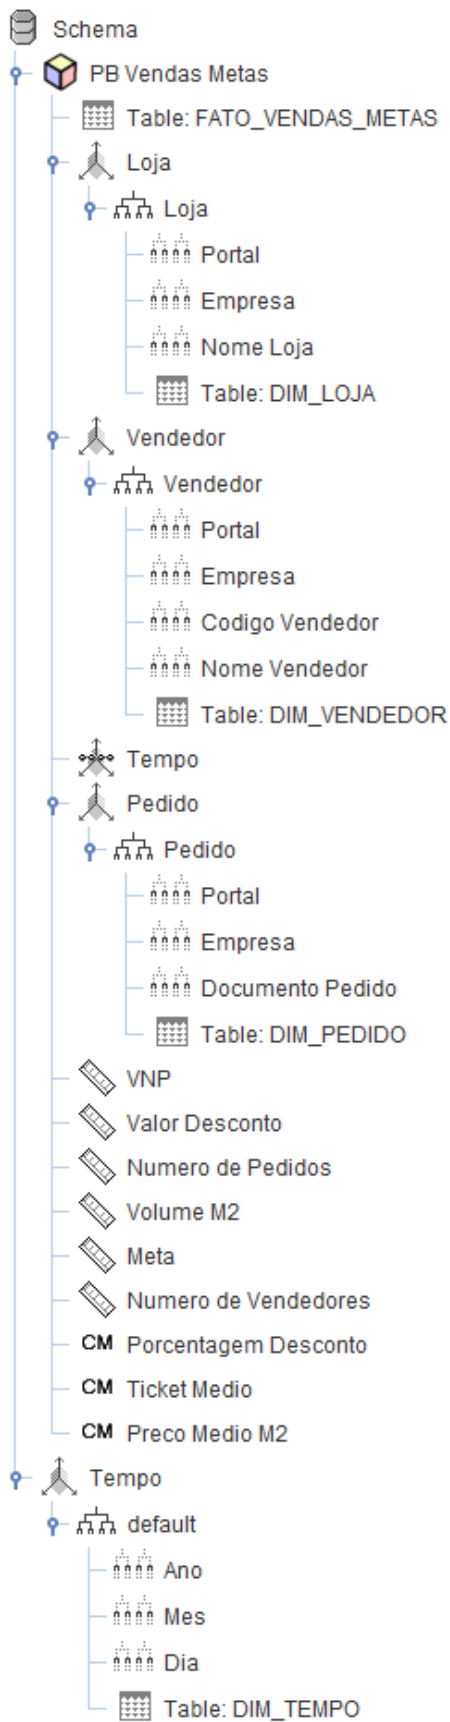 Schema
PB Vendas Metas
Table: FATO_VENDAS_METAS
Loja
Loja
Portal
Empresa
Nome Loja
Table: DIM_LOJA
Vendedor
Vendedor
Portal
Empresa
Codigo Vendedor
Nome Vendedor
Table: DIM_VENDEDOR
Tempo
Pedido
Pedido
Portal
Empresa
Documento Pedido
Table: DIM_PEDIDO
VNP
Valor Desconto
Numero de Pedidos
Volume M2
Meta
Numero de Vendedores
CM Porcentagem Desconto
CM Ticket Medio
CM Preco Medio M2
Tempo
default
Ano
Mes
Dia
Table: DIM_TEMPO